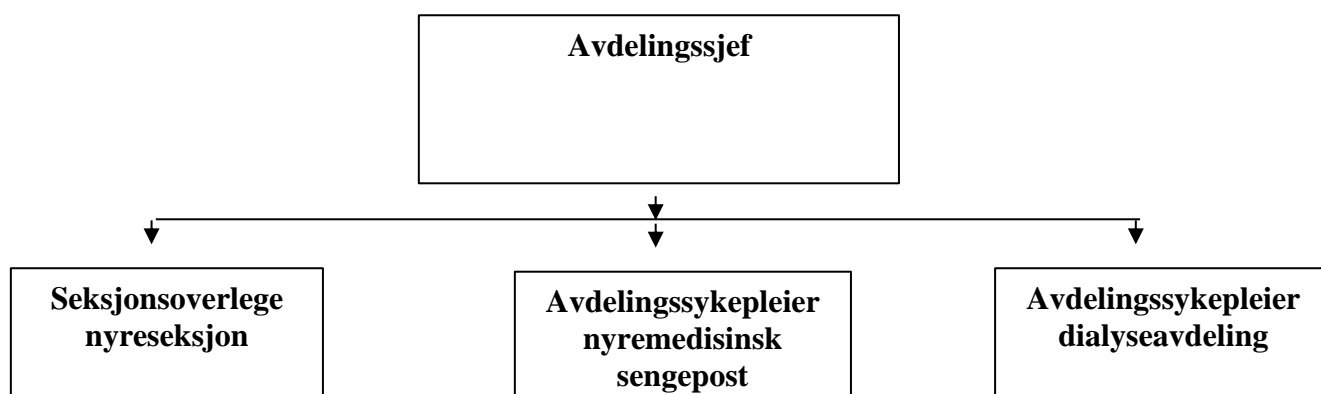 Avdelingssjef
Seksjonsoverlege
nyreseksjon
Avdelingssykepleier
nyremedisinsk
sengepost
Avdelingssykepleier
dialyseavdeling